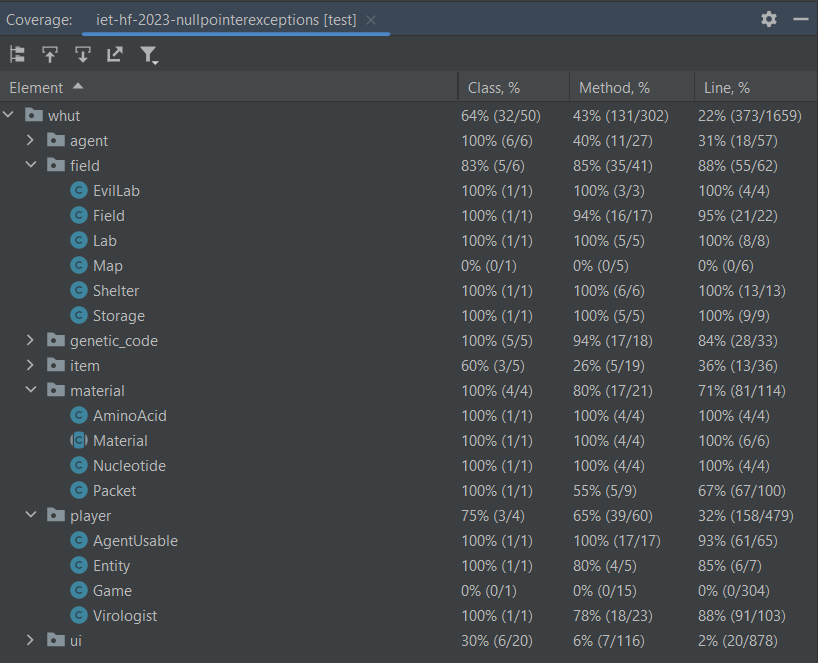 Coverage: iet-hf-2023-nullpointerexceptions [test]
Element Class, % Method, % Line, %
whut 64% (32/50) 43% (131/302) 22% (373/1659)
agent 100% (6/6) 40% (11/27) 31% (18/57)
field 83% (5/6) 85% (35/41) 88% (55/62)
C EvilLab 100% (1/1) 100% (3/3) 100% (4/4)
C Field 100% (1/1) 94% (16/17) 95% (21/22)
C Lab 100% (1/1) 100% (5/5) 100% (8/8)
C Map 0% (0/1) 0% (0/5) 0% (0/6)
C Shelter 100% (1/1) 100% (6/6) 100% (13/13)
C Storage 100% (1/1) 100% (5/5) 100% (9/9)
genetic_code 100% (5/5) 94% (17/18) 84% (28/33)
item 60% (3/5) 26% (5/19) 36% (13/36)
material 100% (4/4) 80% (17/21) 71% (81/114)
C AminoAcid 100% (1/1) 100% (4/4) 100% (4/4)
C Material 100% (1/1) 100% (4/4) 100% (6/6)
C Nucleotide 100% (1/1) 100% (4/4) 100% (4/4)
C Packet 100% (1/1) 55% (5/9) 67% (67/100)
player 75% (3/4) 65% (39/60) 32% (158/479)
C AgentUsable 100% (1/1) 100% (17/17) 93% (61/65)
C Entity 100% (1/1) 80% (4/5) 85% (6/7)
C Game 0% (0/1) 0% (0/15) 0% (0/304)
C Virologist 100% (1/1) 78% (18/23) 88% (91/103)
ui 30% (6/20) 6% (7/116) 2% (20/878)